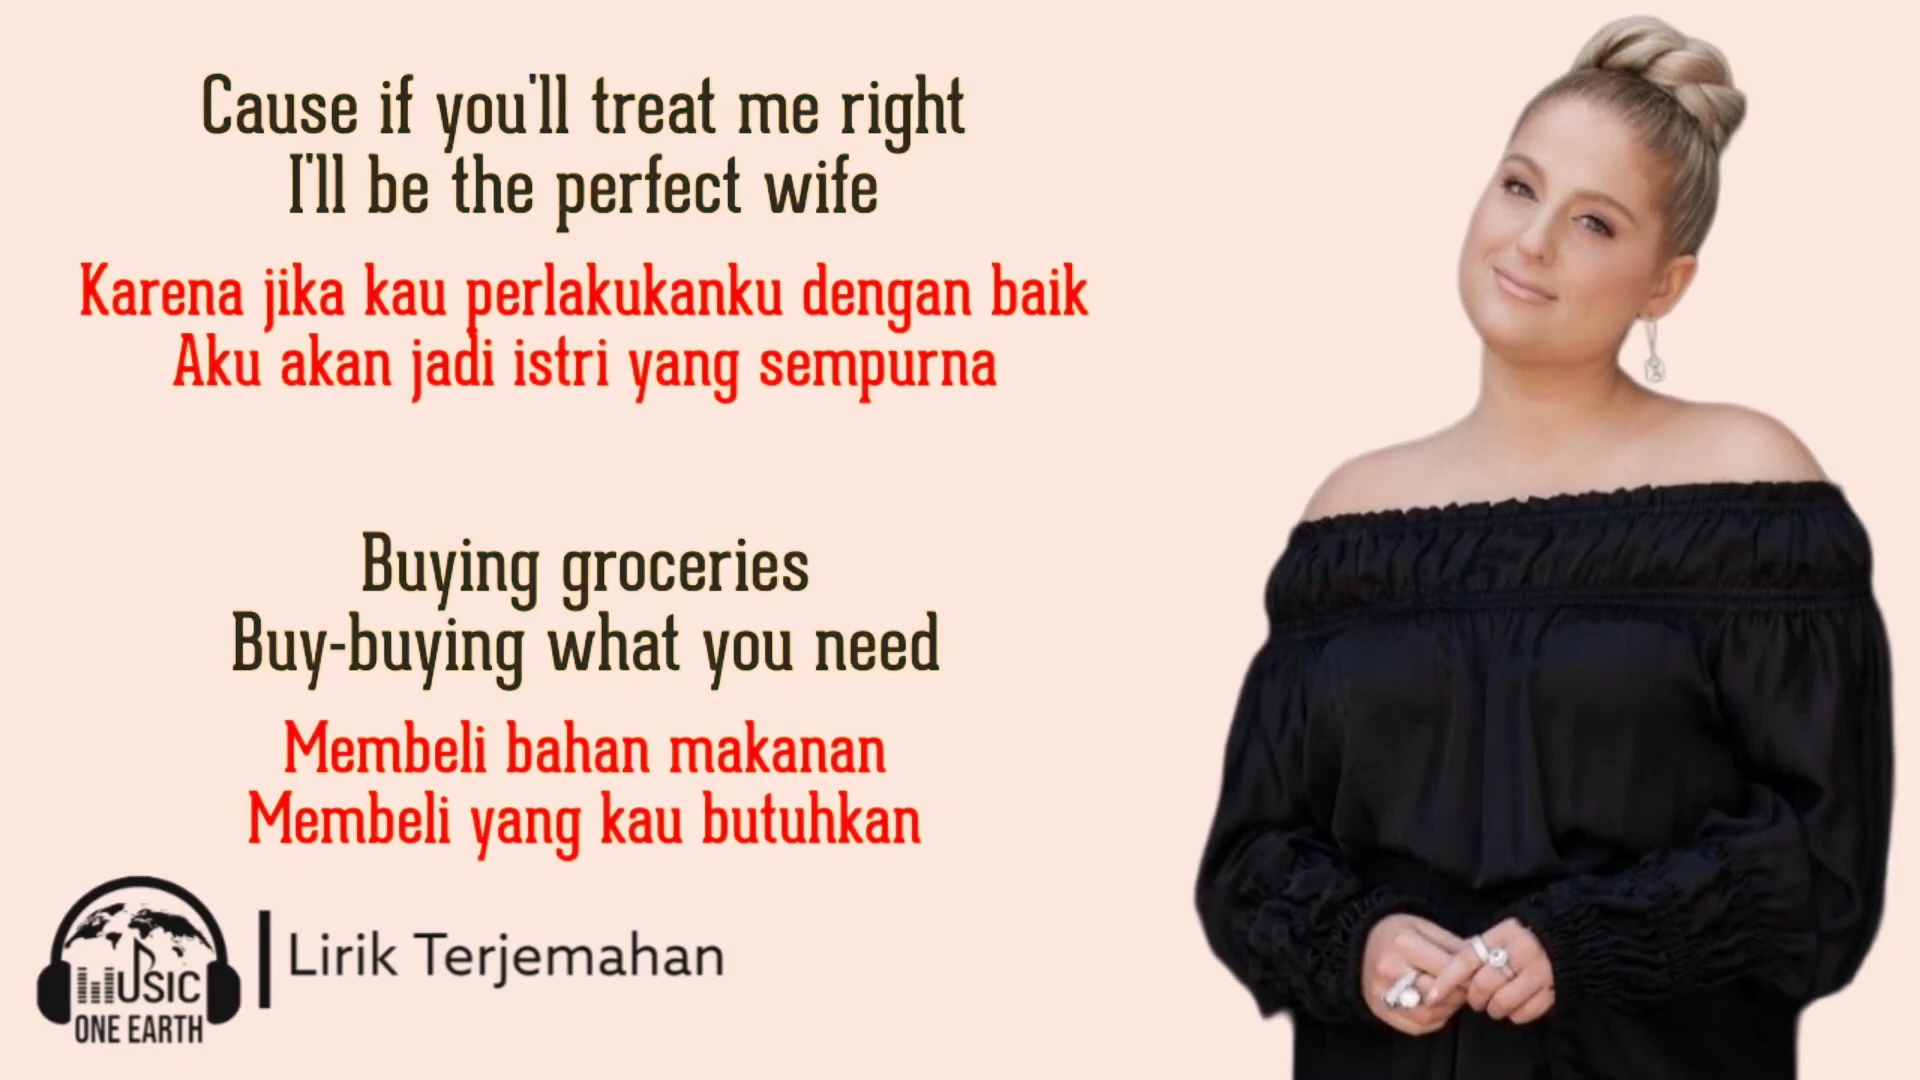 Cause if you'll treat me right
I'll be the perfect wife
Karena jika kau perlakukanku dengan baik
Aku akan jadi istri yang sempurna
Buying groceries
Buy-buying what you need
Membeli bahan makanan
Membeli yang kau butuhkan
MUSIC
ONE EARTH
Lirik Terjemahan